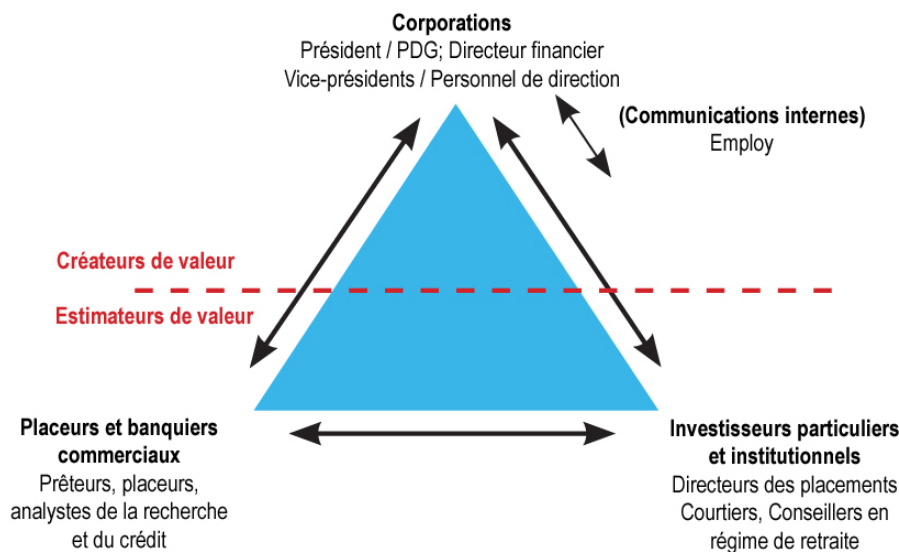 Corporations
Président / PDG; Directeur financier
Vice-présidents / Personnel de direction
(Communications internes)
Employ
Créateurs de valeur
Estimateurs de valeur
Placeurs et banquiers
commerciaux
Prêteurs, placeurs,
analystes de la recherche
et du crédit
Investisseurs particuliers
et institutionnels
Directeurs des placements
Courtiers, Conseillers en
régime de retraite